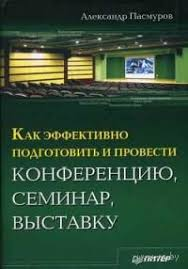 Александр Пасмуров
КАК ЭФФЕКТИВНО
ПОДГОТОВИТЬ И ПРОВЕСТИ
КОНФЕРЕНЦИЮ,
СЕМИНАР,
ВЫСТАВКУ
ПИТЕР